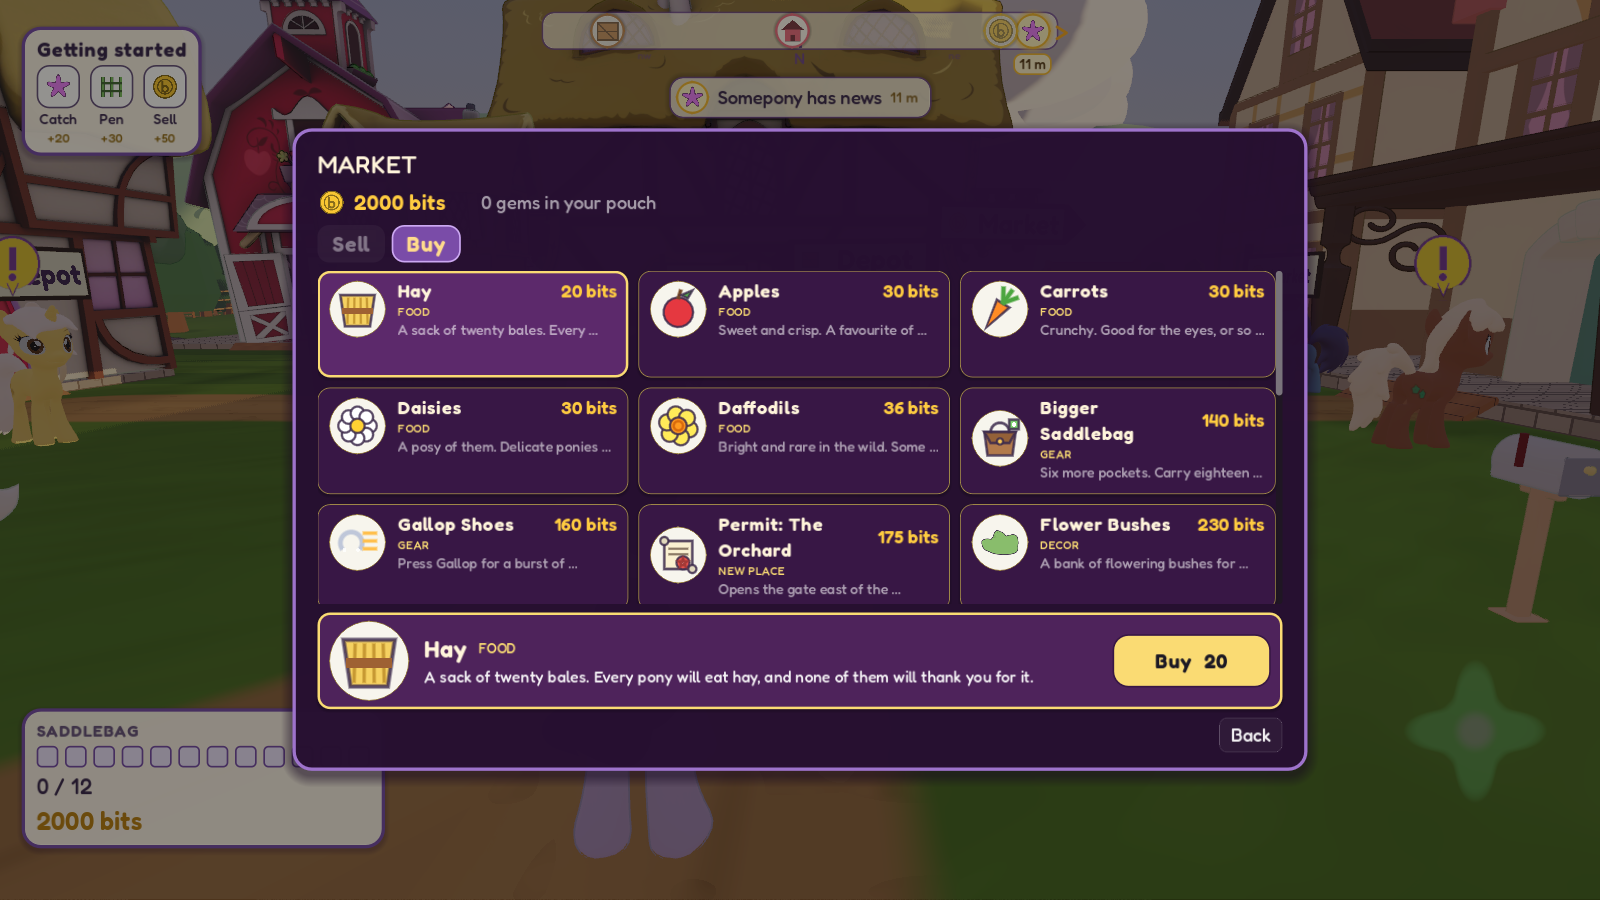 Getting started
Catch Pen Sell
+20 +30 +50
N
11 m
Somepony has news 11 m
epot
MARKET
2000 bits 0 gems in your pouch
Sell Buy
Hay 20 bits
FOOD
A sack of twenty bales. Every ...
Apples 30 bits
FOOD
Sweet and crisp. A favourite of ...
Carrots 30 bits
FOOD
Crunchy. Good for the eyes, or so ...
Daisies 30 bits
FOOD
A posy of them. Delicate ponies ...
Daffodils 36 bits
FOOD
Bright and rare in the wild. Some ...
Bigger
Saddlebag 140 bits
GEAR
Six more pockets. Carry eighteen ...
Gallop Shoes 160 bits
GEAR
Press Gallop for a burst of ...
Permit: The
Orchard 175 bits
NEW PLACE
Opens the gate east of the ...
Flower Bushes 230 bits
DECOR
A bank of flowering bushes for ...
Hay FOOD
A sack of twenty bales. Every pony will eat hay, and none of them will thank you for it.
Buy 20
Back
SADDLEBAG
0 / 12
2000 bits